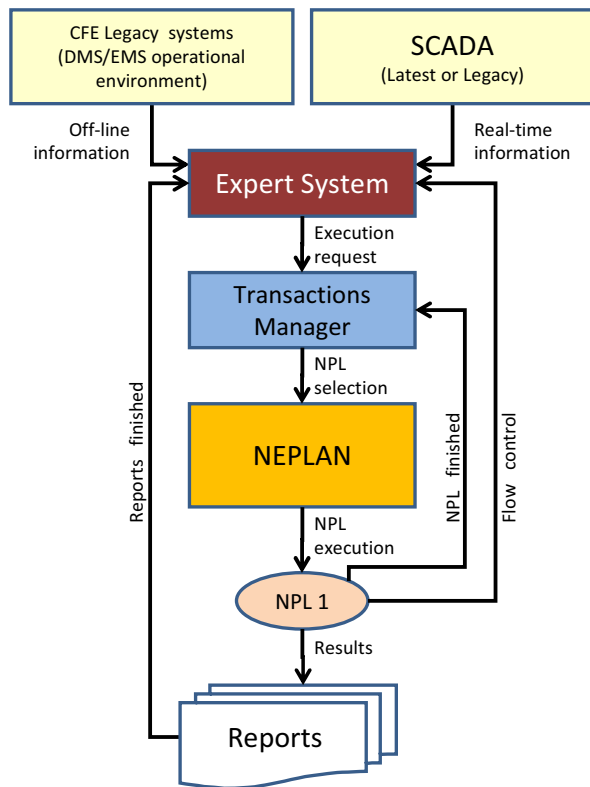 CFE Legacy systems
(DMS/EMS operational
environment)
SCADA
(Latest or Legacy)
Off-line
information
Real-time
information
Expert System
Execution
request
Transactions
Manager
NPL
selection
NEPLAN
Reports finished
NPL finished
Flow control
NPL
execution
NPL 1
Results
Reports